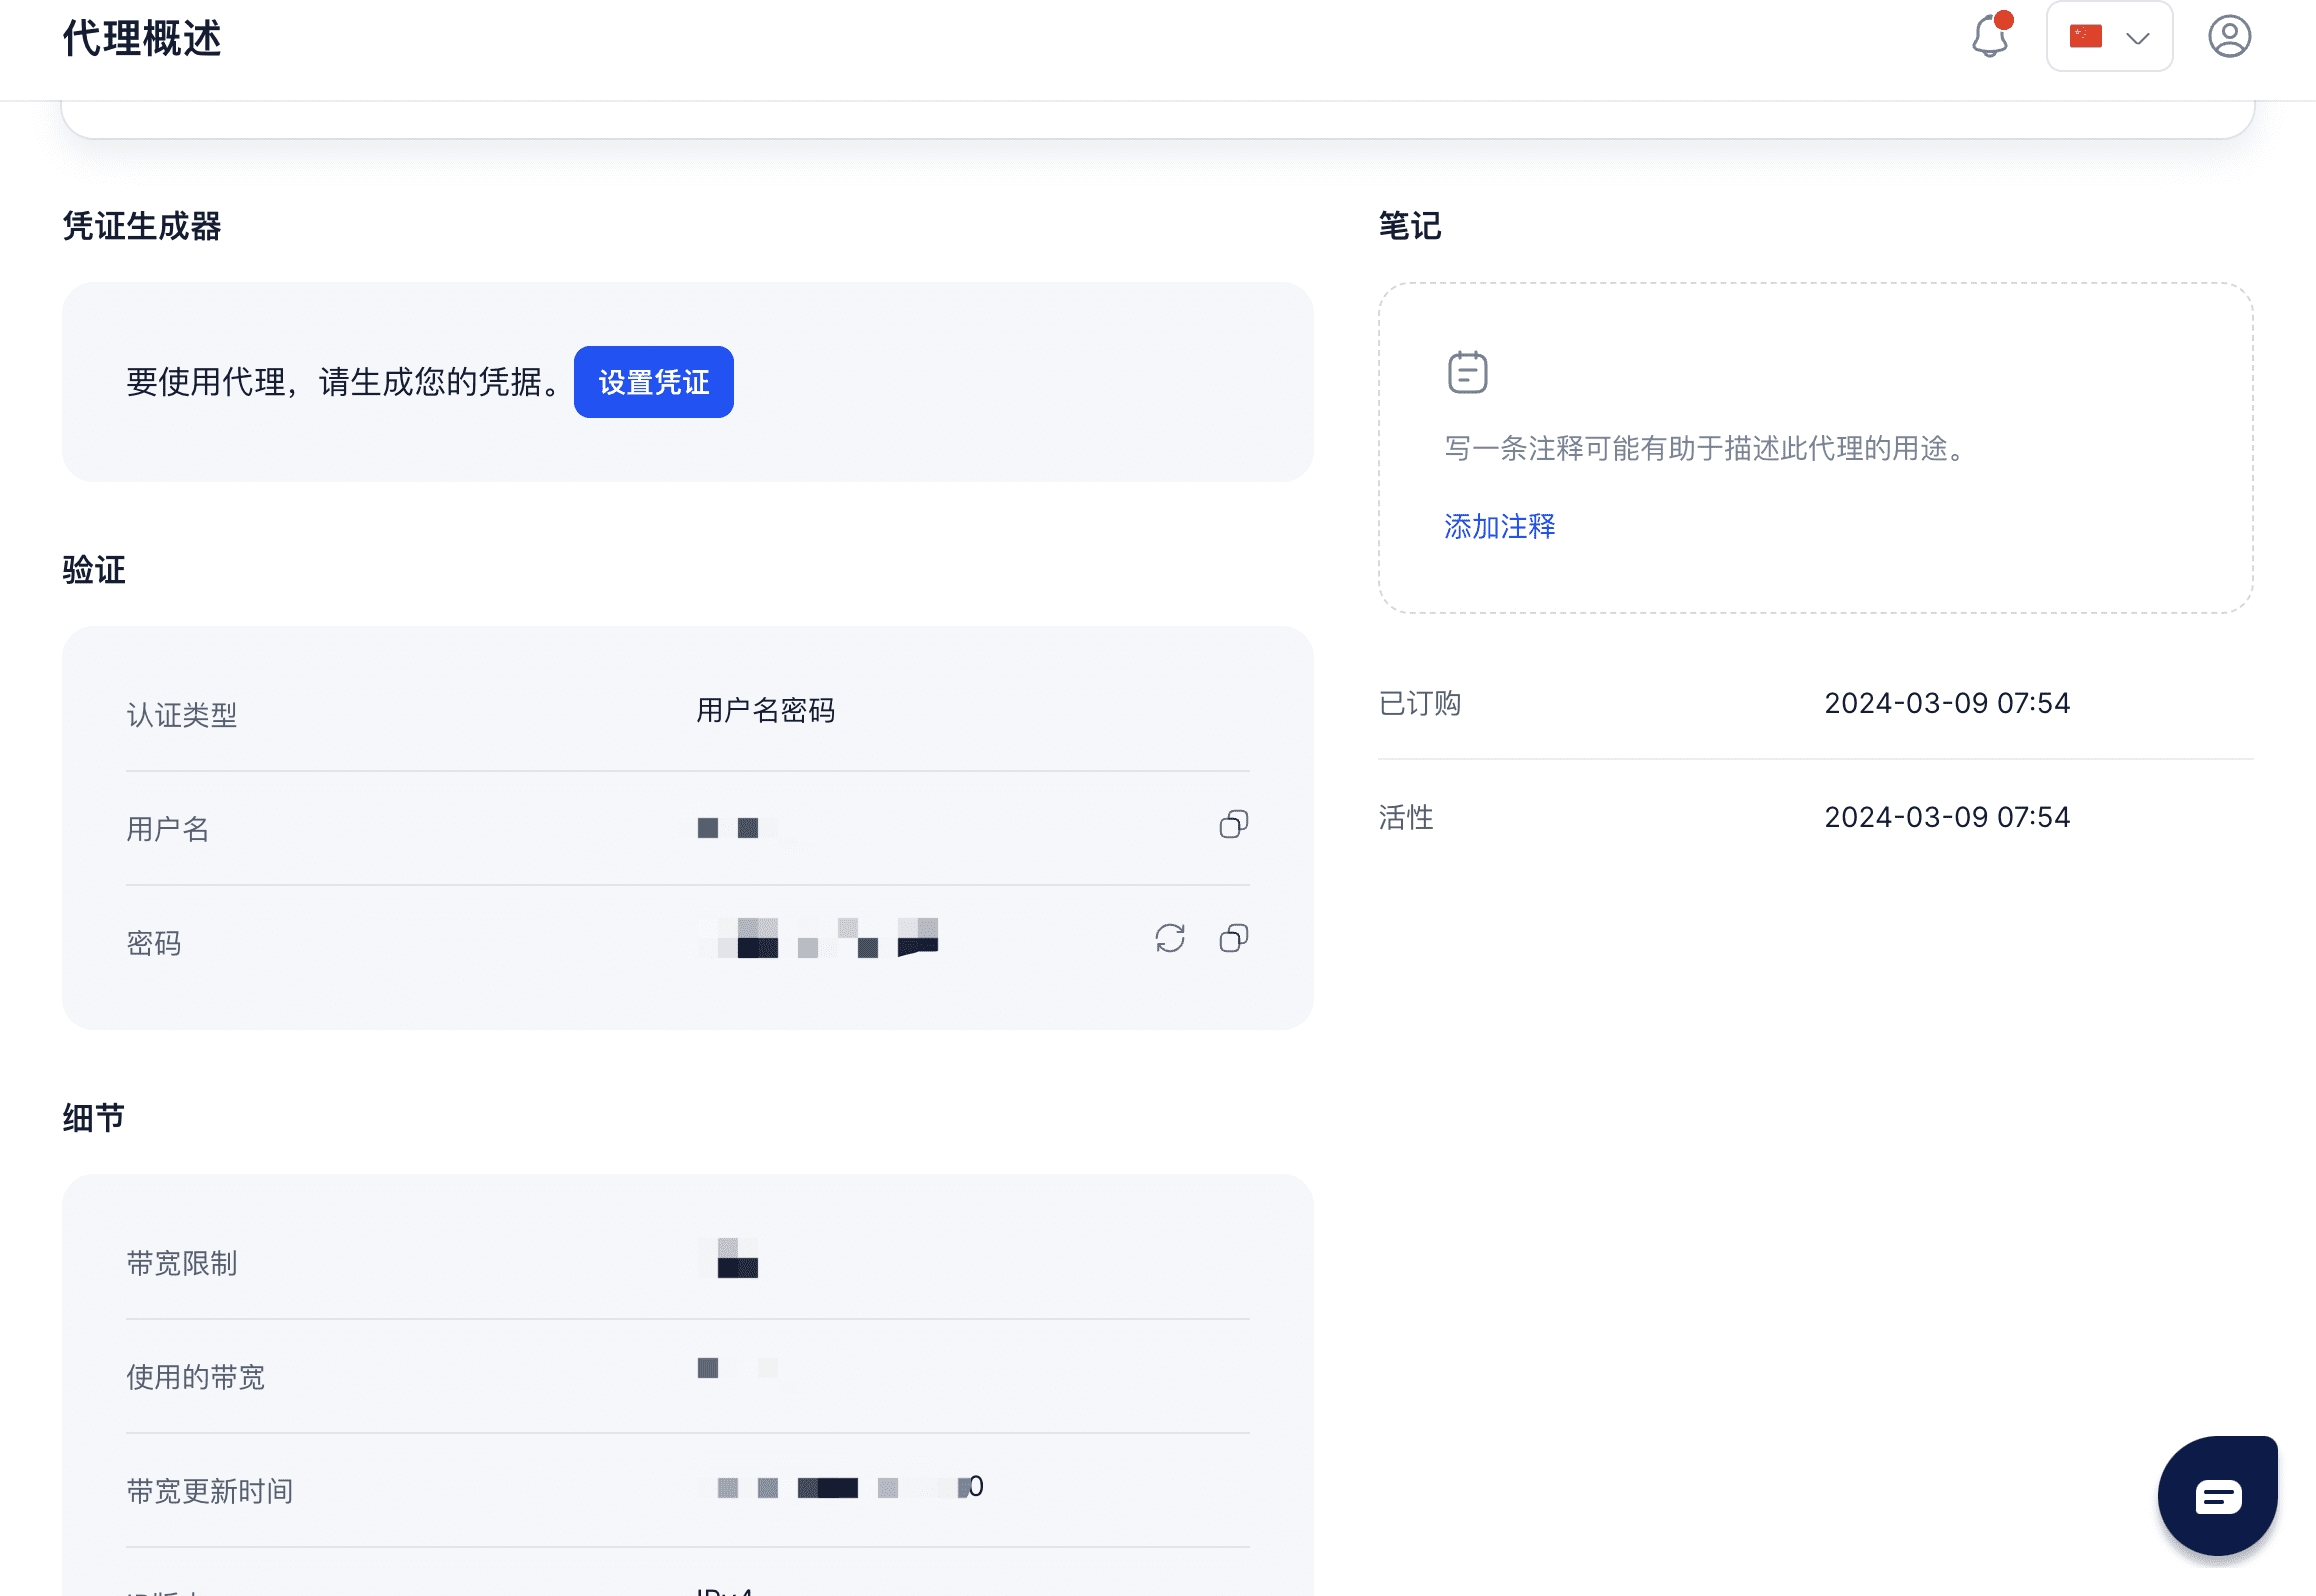 代理概述
凭证生成器
要使用代理，请生成您的凭据。
设置凭证
验证
认证类型
用户名密码
用户名
密码
细节
带宽限制
使用的带宽
带宽更新时间
0
IPv4
笔记
写一条注释可能有助于描述此代理的用途。
添加注释
已订购
2024-03-09 07:54
活性
2024-03-09 07:54